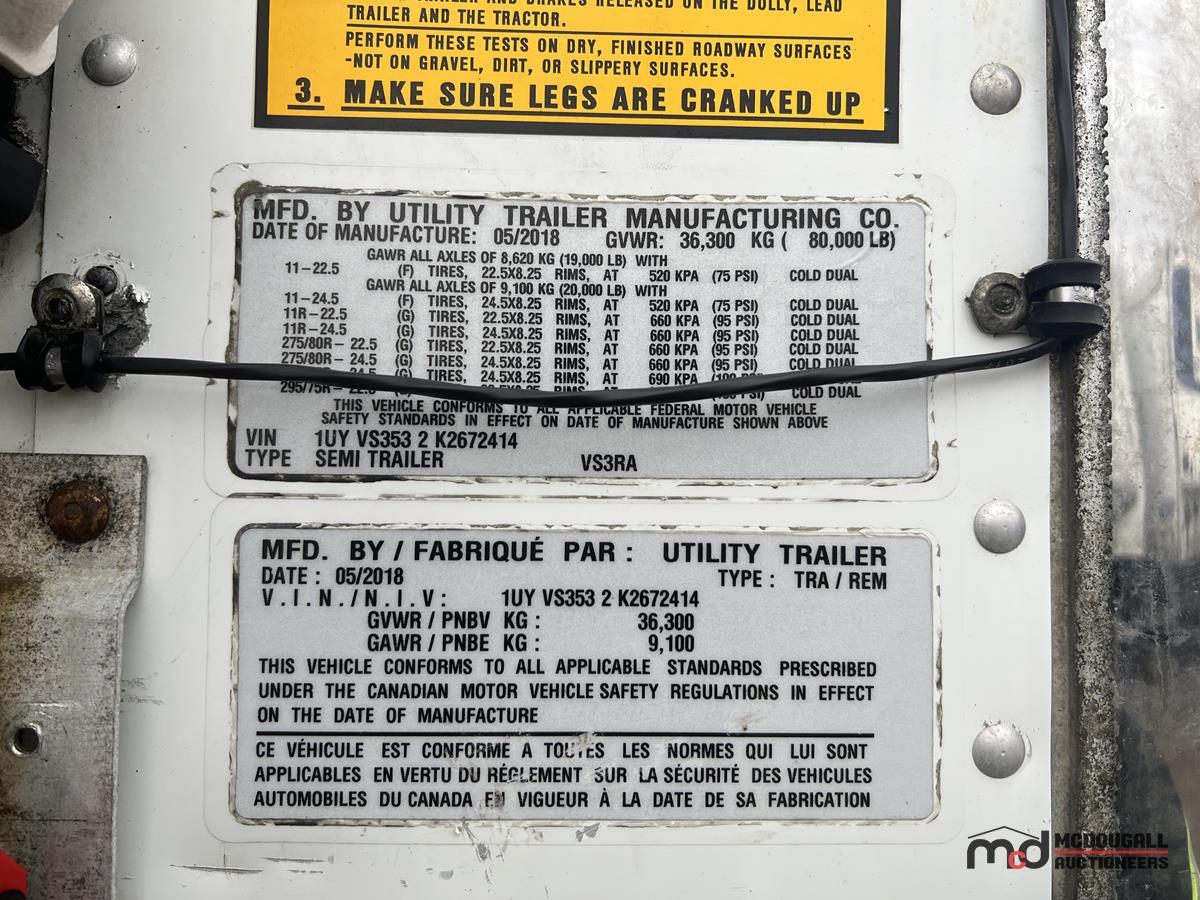 TRAILER AND BRAKES RELEASED ON THE DOLLY, LEAD
TRAILER AND THE TRACTOR.
PERFORM THESE TESTS ON DRY, FINISHED ROADWAY SURFACES
-NOT ON GRAVEL, DIRT, OR SLIPPERY SURFACES.
3. MAKE SURE LEGS ARE CRANKED UP
MFD. BY UTILITY TRAILER MANUFACTURING CO.
DATE OF MANUFACTURE: 05/2018 GVWR: 36,300 KG ( 80,000 LB)
GAWR ALL AXLES OF 8,620 KG (19,000 LB) WITH
11-22.5 (F) TIRES, 22.5X8.25 RIMS, AT 520 KPA (75 PSI) COLD DUAL
GAWR ALL AXLES OF 9,100 KG (20,000 LB) WITH
11-24.5 (F) TIRES, 24.5X8.25 RIMS, AT 520 KPA (75 PSI) COLD DUAL
11R-22.5 (G) TIRES, 22.5X8.25 RIMS, AT 660 KPA (95 PSI) COLD DUAL
11R-24.5 (G) TIRES, 24.5X8.25 RIMS, AT 660 KPA (95 PSI) COLD DUAL
275/80R-22.5 (G) TIRES, 22.5X8.25 RIMS, AT 660 KPA (95 PSI) COLD DUAL
275/80R-24.5 (G) TIRES, 24.5X8.25 RIMS, AT 660 KPA (95 PSI) COLD DUAL
24.5 (G) TIRES, 24.5X8.25 RIMS, AT 690 KPA
295/75R- COLD DUAL
THIS VEHICLE CONFORMS TO ALL APPLICABLE FEDERAL MOTOR VEHICLE
SAFETY STANDARDS IN EFFECT ON DATE OF MANUFACTURE SHOWN ABOVE
VIN 1UY VS353 2 K2672414
TYPE SEMI TRAILER VS3RA
MFD. BY / FABRIQUÉ PAR : UTILITY TRAILER
DATE : 05/2018 TYPE : TRA / REM
V.I.N./N.I.V: 1UY VS353 2 K2672414
GVWR / PNBV KG : 36,300
GAWR / PNBE KG : 9,100
THIS VEHICLE CONFORMS TO ALL APPLICABLE STANDARDS PRESCRIBED
UNDER THE CANADIAN MOTOR VEHICLE SAFETY REGULATIONS IN EFFECT
ON THE DATE OF MANUFACTURE
CE VÉHICULE EST CONFORME A TOUTES LES NORMES QUI LUI SONT
APPLICABLES EN VERTU DU RÉGLEMENT SUR LA SÉCURITÉ DES VEHICULES
AUTOMOBILES DU CANADA EN VIGUEUR À LA DATE DE SA FABRICATION
mcd MCDOUGALL
AUCTIONEERS